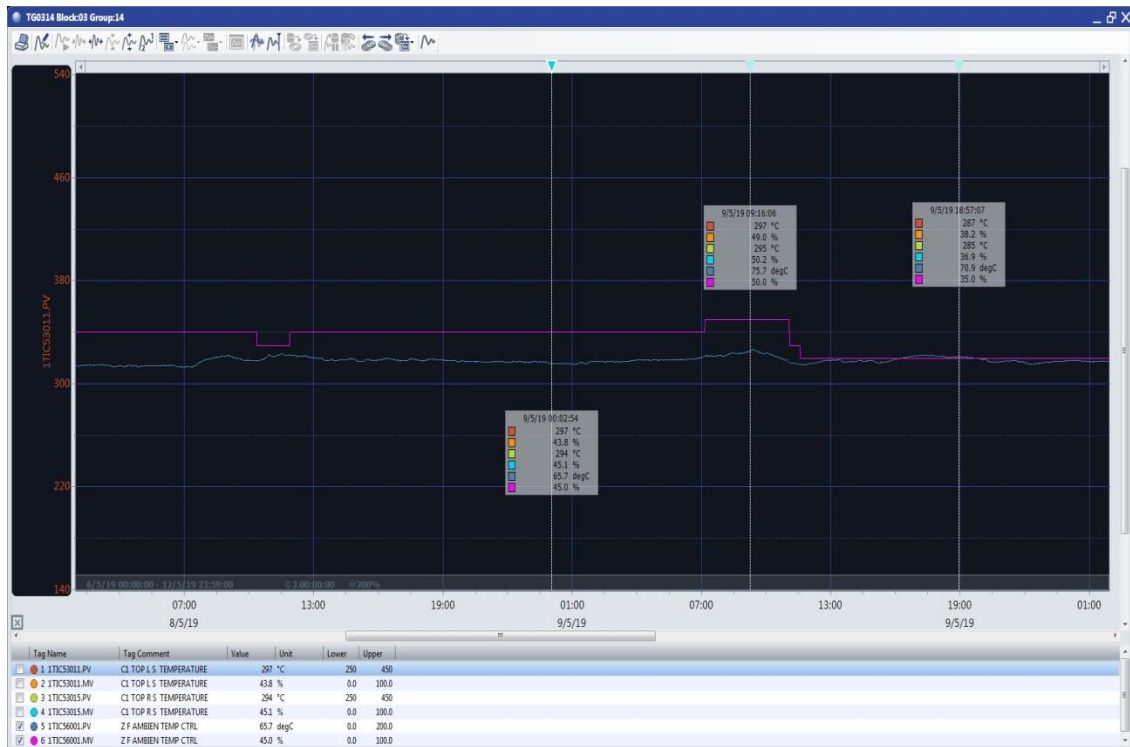 TG0314 Block:03 Group:14
540
460
380
300
220
140
1TIC53011.PV
9/5/19 09:16:06
297 °C
49.0 %
295 °C
50.2 %
75.7 degC
50.0 %
9/5/19 18:57:07
287 °C
38.2 %
285 °C
36.9 %
70.9 degC
35.0 %
9/5/19 00:02:54
297 °C
43.8 %
294 °C
45.1 %
65.7 degC
45.0 %
6/5/19 00:00:00 - 12/5/19 23:59:00 2.00:00:00 200%
07:00 13:00 19:00 01:00 07:00 13:00 19:00 01:00
8/5/19 9/5/19 9/5/19
Tag Name Tag Comment Value Unit Lower Upper
1 1TIC53011.PV C1 TOP L S TEMPERATURE 297 °C 250 450
2 1TIC53011.MV C1 TOP L S TEMPERATURE 43.8 % 0.0 100.0
3 1TIC53015.PV C1 TOP R S TEMPERATURE 294 °C 250 450
4 1TIC53015.MV C1 TOP R S TEMPERATURE 45.1 % 0.0 100.0
5 1TIC56001.PV Z F AMBIEN TEMP CTRL 65.7 degC 0.0 200.0
6 1TIC56001.MV Z F AMBIEN TEMP CTRL 45.0 % 0.0 100.0